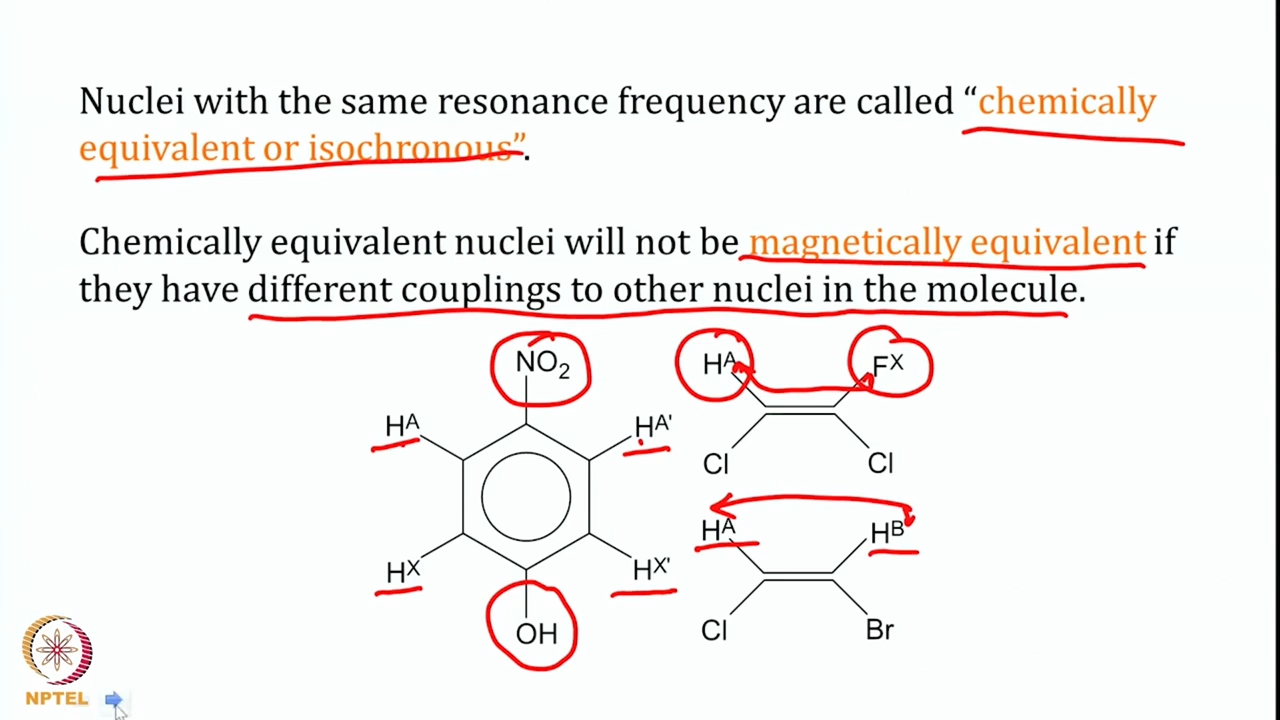 Nuclei with the same resonance frequency are called “chemically
equivalent or isochronous”.
Chemically equivalent nuclei will not be magnetically equivalent if
they have different couplings to other nuclei in the molecule.
NO₂
Hᴬ Hᴬ'
Hˣ Hˣ'
OH
Hᴬ Fˣ
Cl Cl
Hᴬ Hᴮ
Cl Br
NPTEL